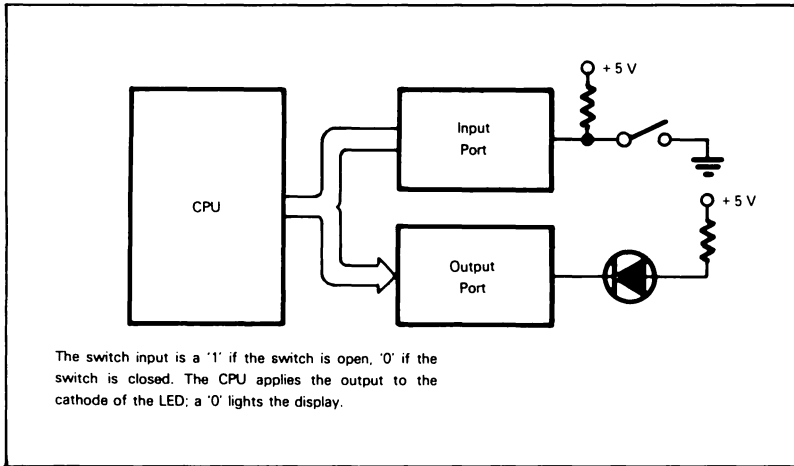 + 5 V
Input
Port
+ 5 V
CPU
Output
Port
The switch input is a '1' if the switch is open, '0' if the
switch is closed. The CPU applies the output to the
cathode of the LED; a '0' lights the display.